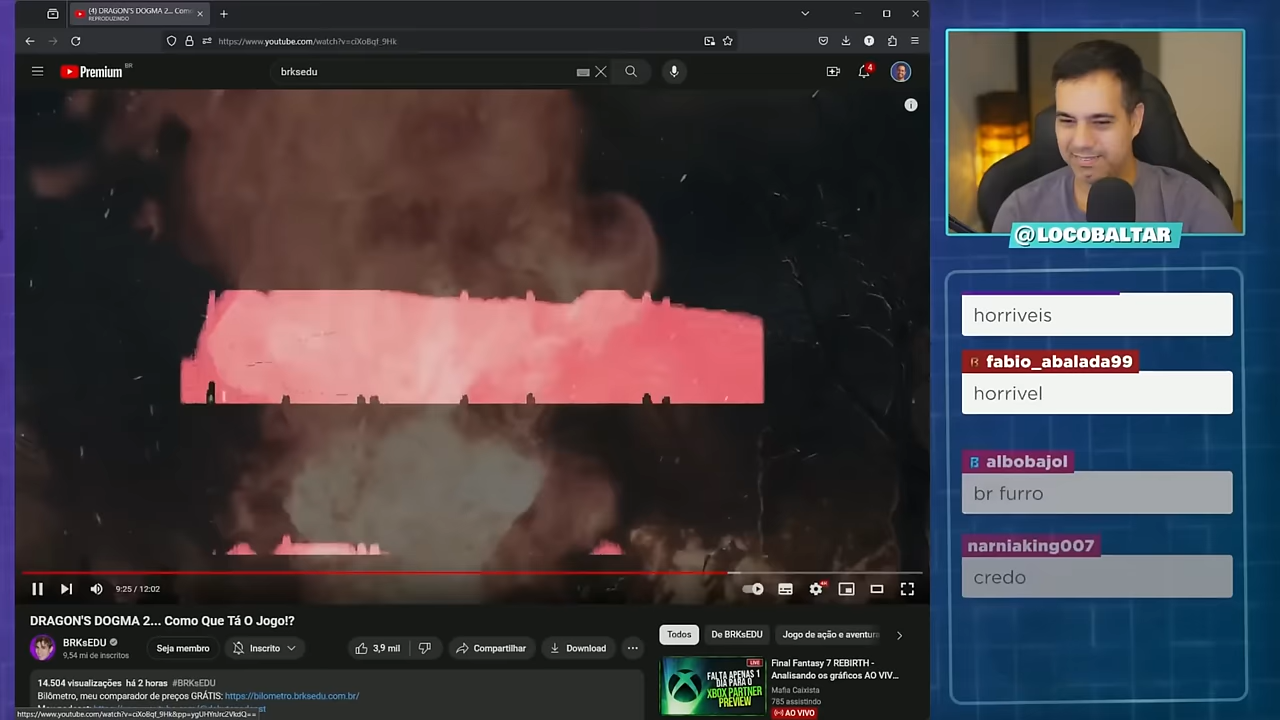 (4) DRAGON'S DOGMA 2... Como
REPRODUZINDO
https://www.youtube.com/watch?v=ciXoBqf_9Hk
Premium BR
brksedu
4
@LOCOBALTAR
horriveis
fabio_abalada99
horrivel
albobajol
br furro
narniaking007
credo
9:25 / 12:02
DRAGON'S DOGMA 2... Como Que Tá O Jogo!?
BRKsEDU
9,54 mi de inscritos
Seja membro
Inscrito
3,9 mil
Compartilhar
Download
Todos
De BRKsEDU
Jogo de ação e aventura
14.504 visualizações há 2 horas #BRKsEDU
Bilômetro, meu comparador de preços GRÁTIS: https://bilometro.brksedu.com.br/
LIVE
FALTA APENAS 1
DIA PARA O
XBOX PARTNER
PREVIEW
Final Fantasy 7 REBIRTH -
Analisando os gráficos AO VIV...
Mafia Caixista
785 assistindo
AO VIVO